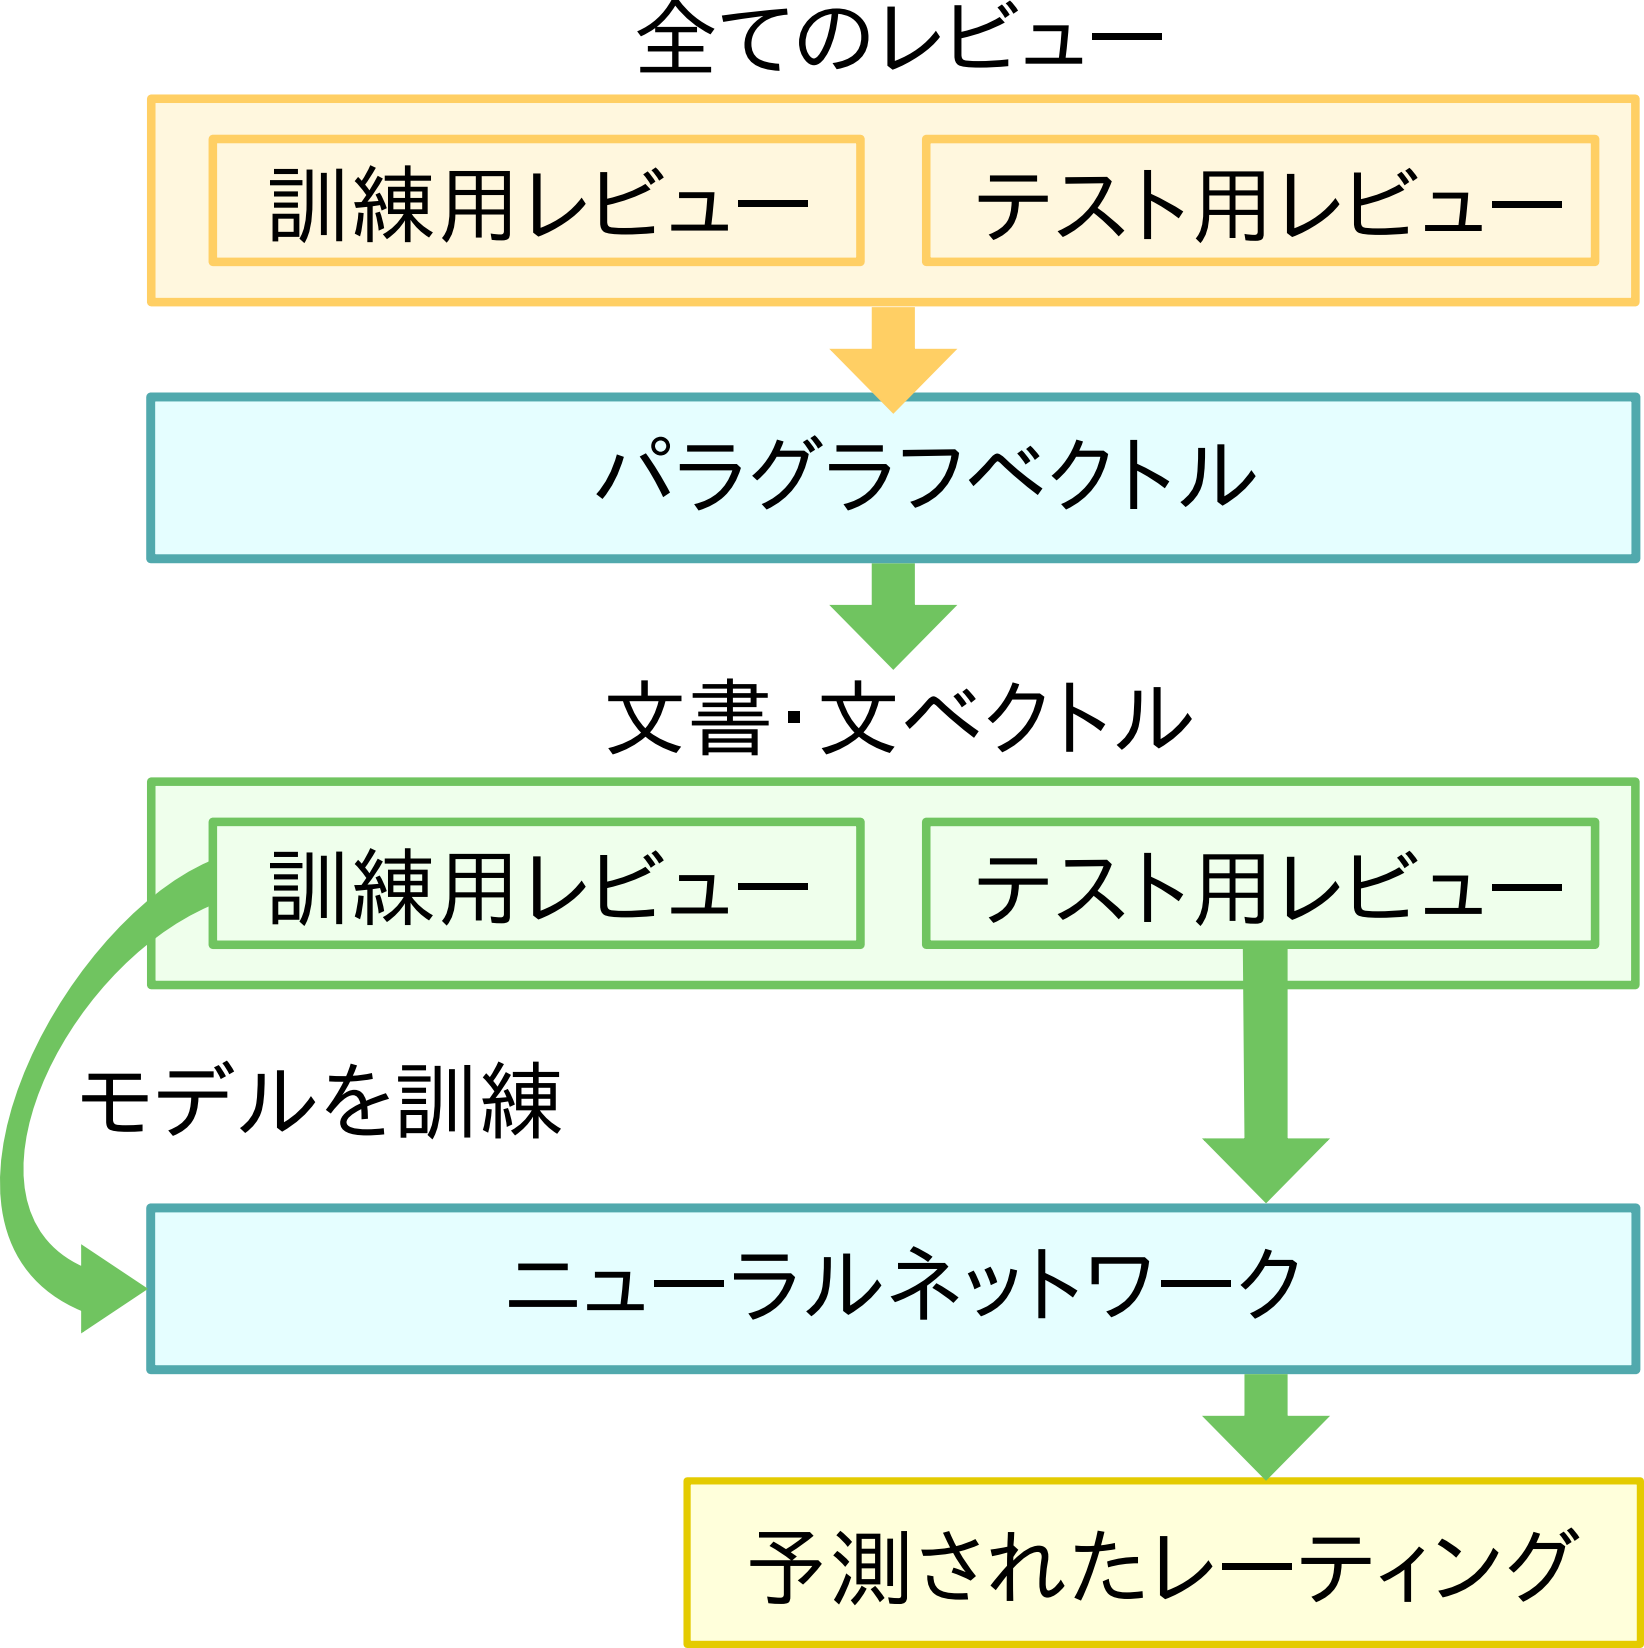 全てのレビュー
訓練用レビュー
テスト用レビュー
パラグラフベクトル
文書・文ベクトル
訓練用レビュー
テスト用レビュー
モデルを訓練
ニューラルネットワーク
予測されたレーティング